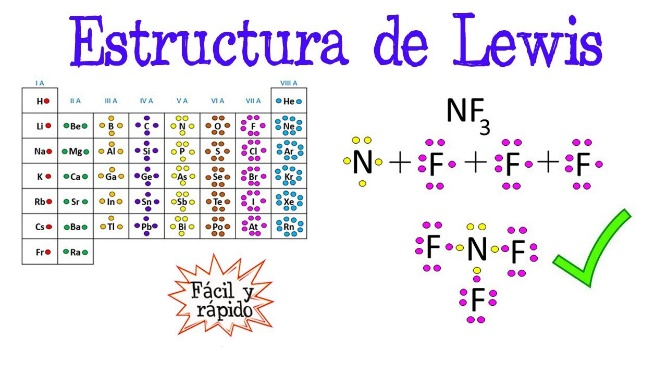 Estructura de Lewis
I A VIII A
H II A III A IV A V A VI A VII A He
Li Be B C N O F Ne
Na Mg Al Si P S Cl Ar
K Ca Ga Ge As Se Br Kr
Rb Sr In Sn Sb Te I Xe
Cs Ba Tl Pb Bi Po At Rn
Fr Ra
Fácil y
rápido
NF3
N + F + F + F
F N F
F